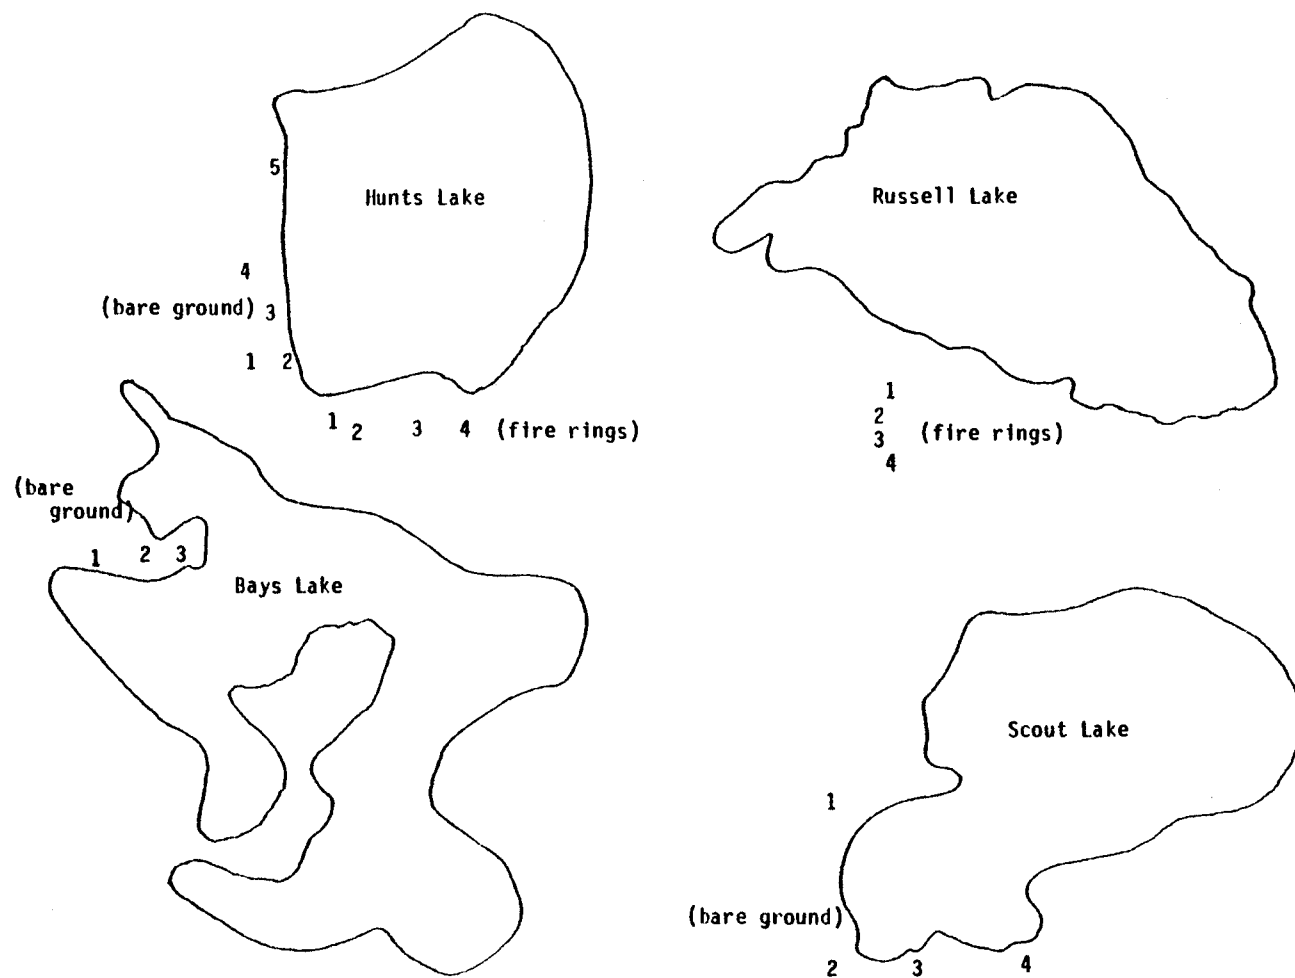 5
Hunts Lake
4
(bare ground) 3
1 2
1 2 3 4 (fire rings)
Russell Lake
1
2
3 (fire rings)
4
(bare
ground)
1 2 3
Bays Lake
Scout Lake
1
(bare ground)
2 3 4